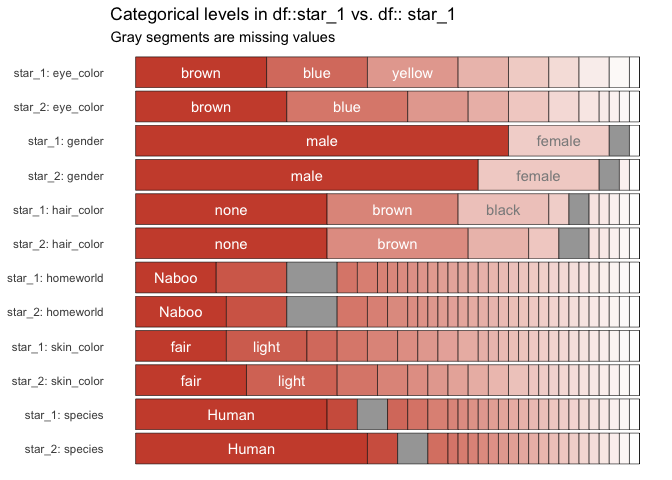 Categorical levels in df::star_1 vs. df:: star_1
Gray segments are missing values
star_1: eye_color brown blue yellow
star_2: eye_color brown blue
star_1: gender male female
star_2: gender male female
star_1: hair_color none brown black
star_2: hair_color none brown
star_1: homeworld Naboo
star_2: homeworld Naboo
star_1: skin_color fair light
star_2: skin_color fair light
star_1: species Human
star_2: species Human